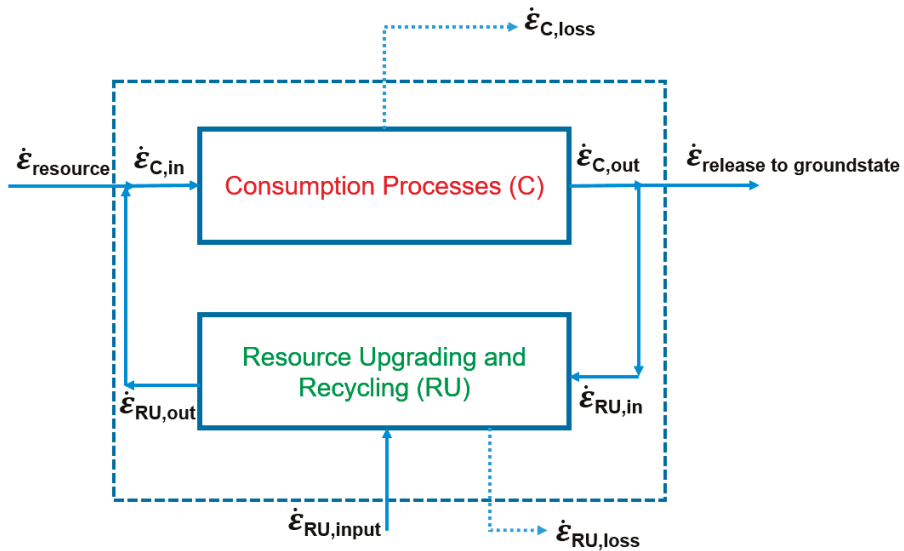 ε̇C,loss
ε̇resource
ε̇C,in
Consumption Processes (C)
ε̇C,out
ε̇release to groundstate
Resource Upgrading and
Recycling (RU)
ε̇RU,out
ε̇RU,in
ε̇RU,input
ε̇RU,loss